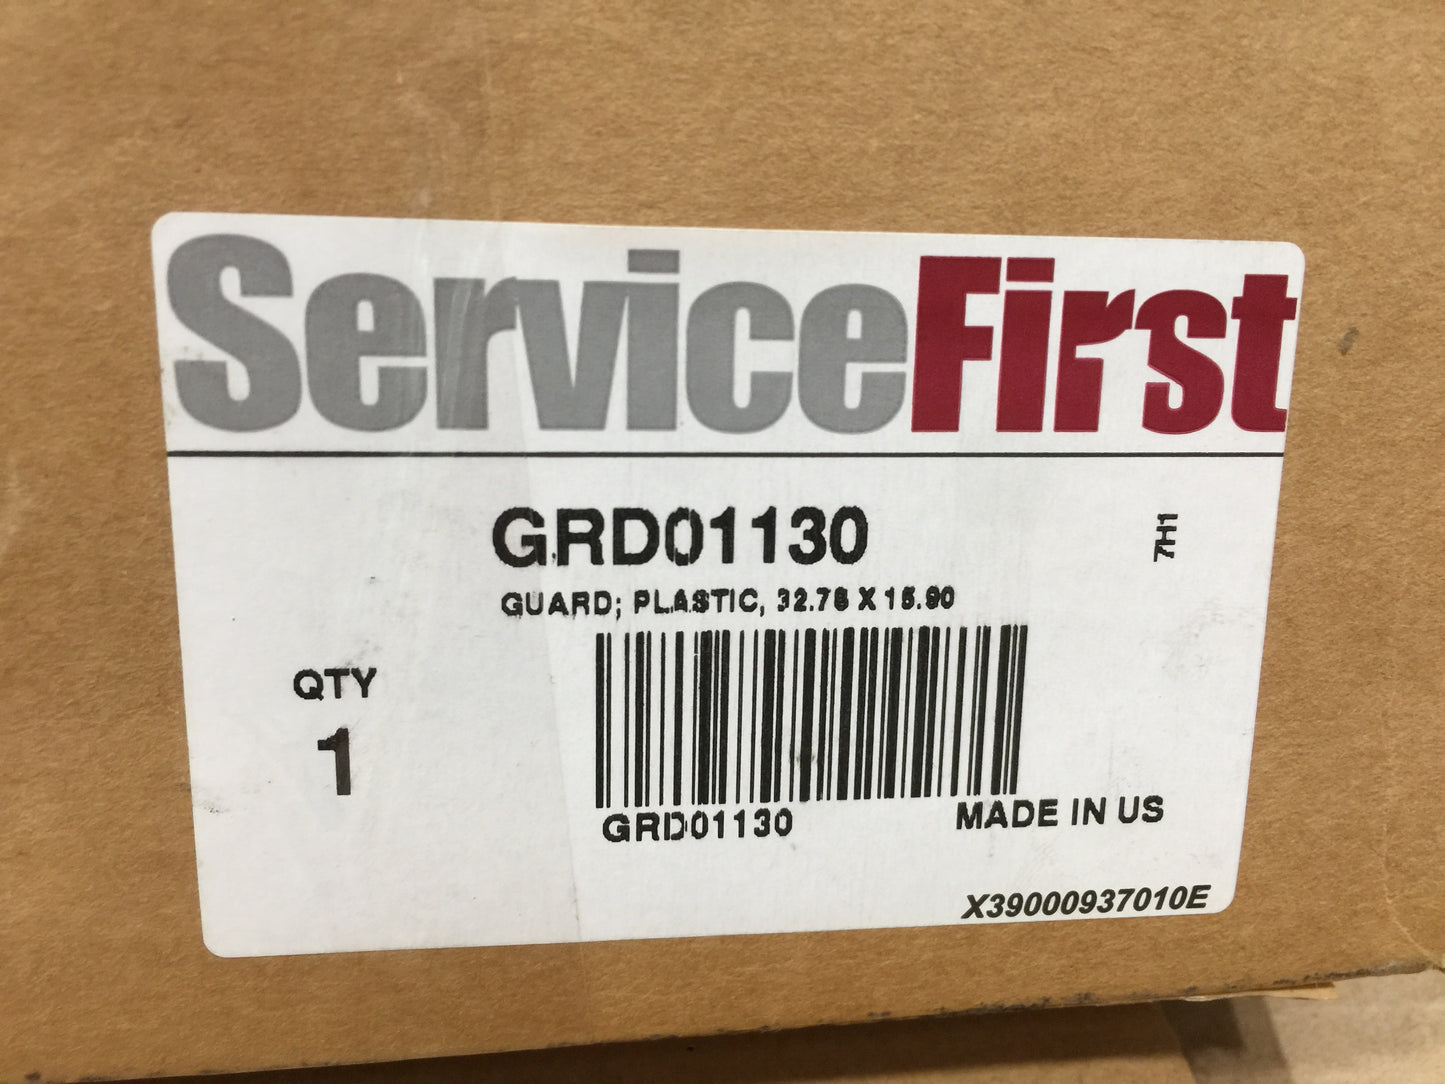 ServiceFirst
GRD01130
7H1
GUARD; PLASTIC, 32.78 X 15.90
QTY
1
GRD01130
MADE IN US
X39000937010E